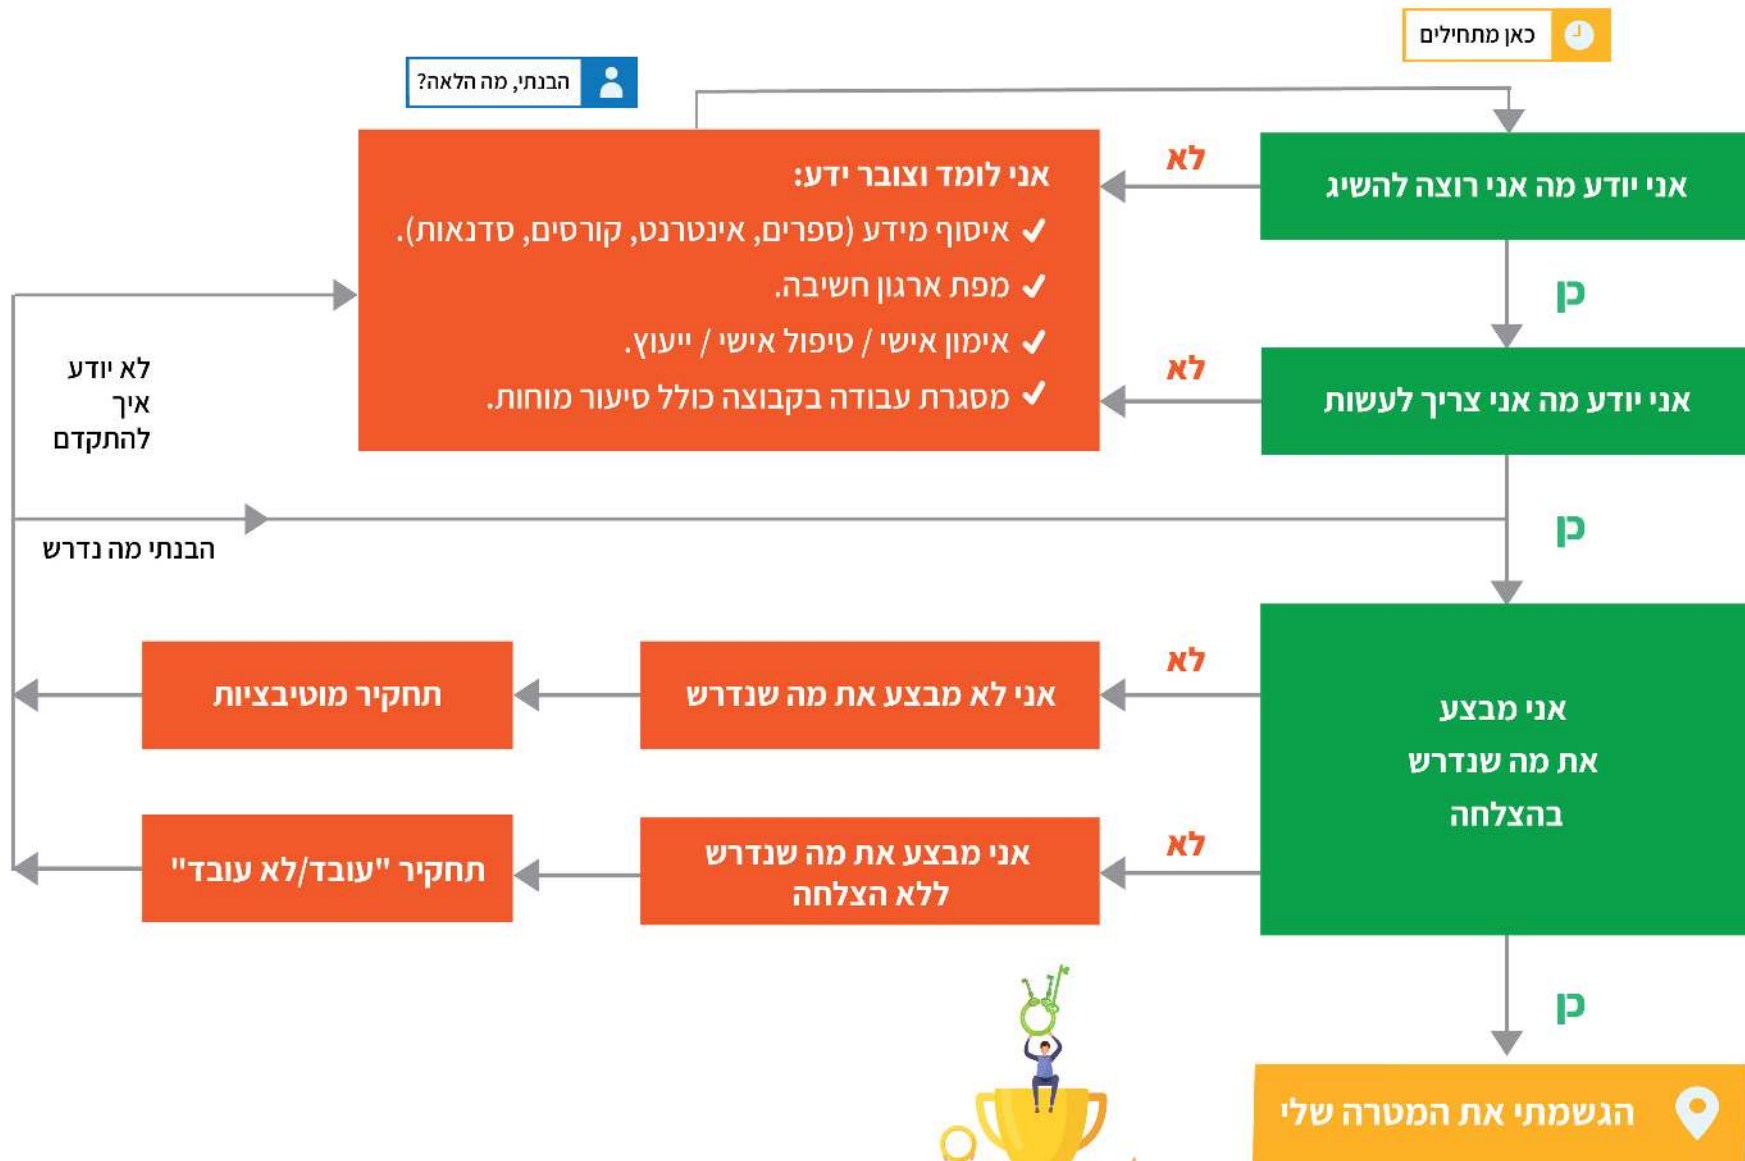 כאן מתחילים
הבנתי, מה הלאה?
אני יודע מה אני רוצה להשיג
לא
אני לומד וצובר ידע:
✓ איסוף מידע (ספרים, אינטרנט, קורסים, סדנאות).
✓ מפת ארגון חשיבה.
✓ אימון אישי / טיפול אישי / ייעוץ.
✓ מסגרת עבודה בקבוצה כולל סיעור מוחות.
כן
אני יודע מה אני צריך לעשות
לא
לא יודע
איך
להתקדם
כן
הבנתי מה נדרש
אני מבצע
את מה שנדרש
בהצלחה
לא
אני לא מבצע את מה שנדרש
תחקיר מוטיבציות
לא
אני מבצע את מה שנדרש
ללא הצלחה
תחקיר "עובד/לא עובד"
כן
הגשמתי את המטרה שלי